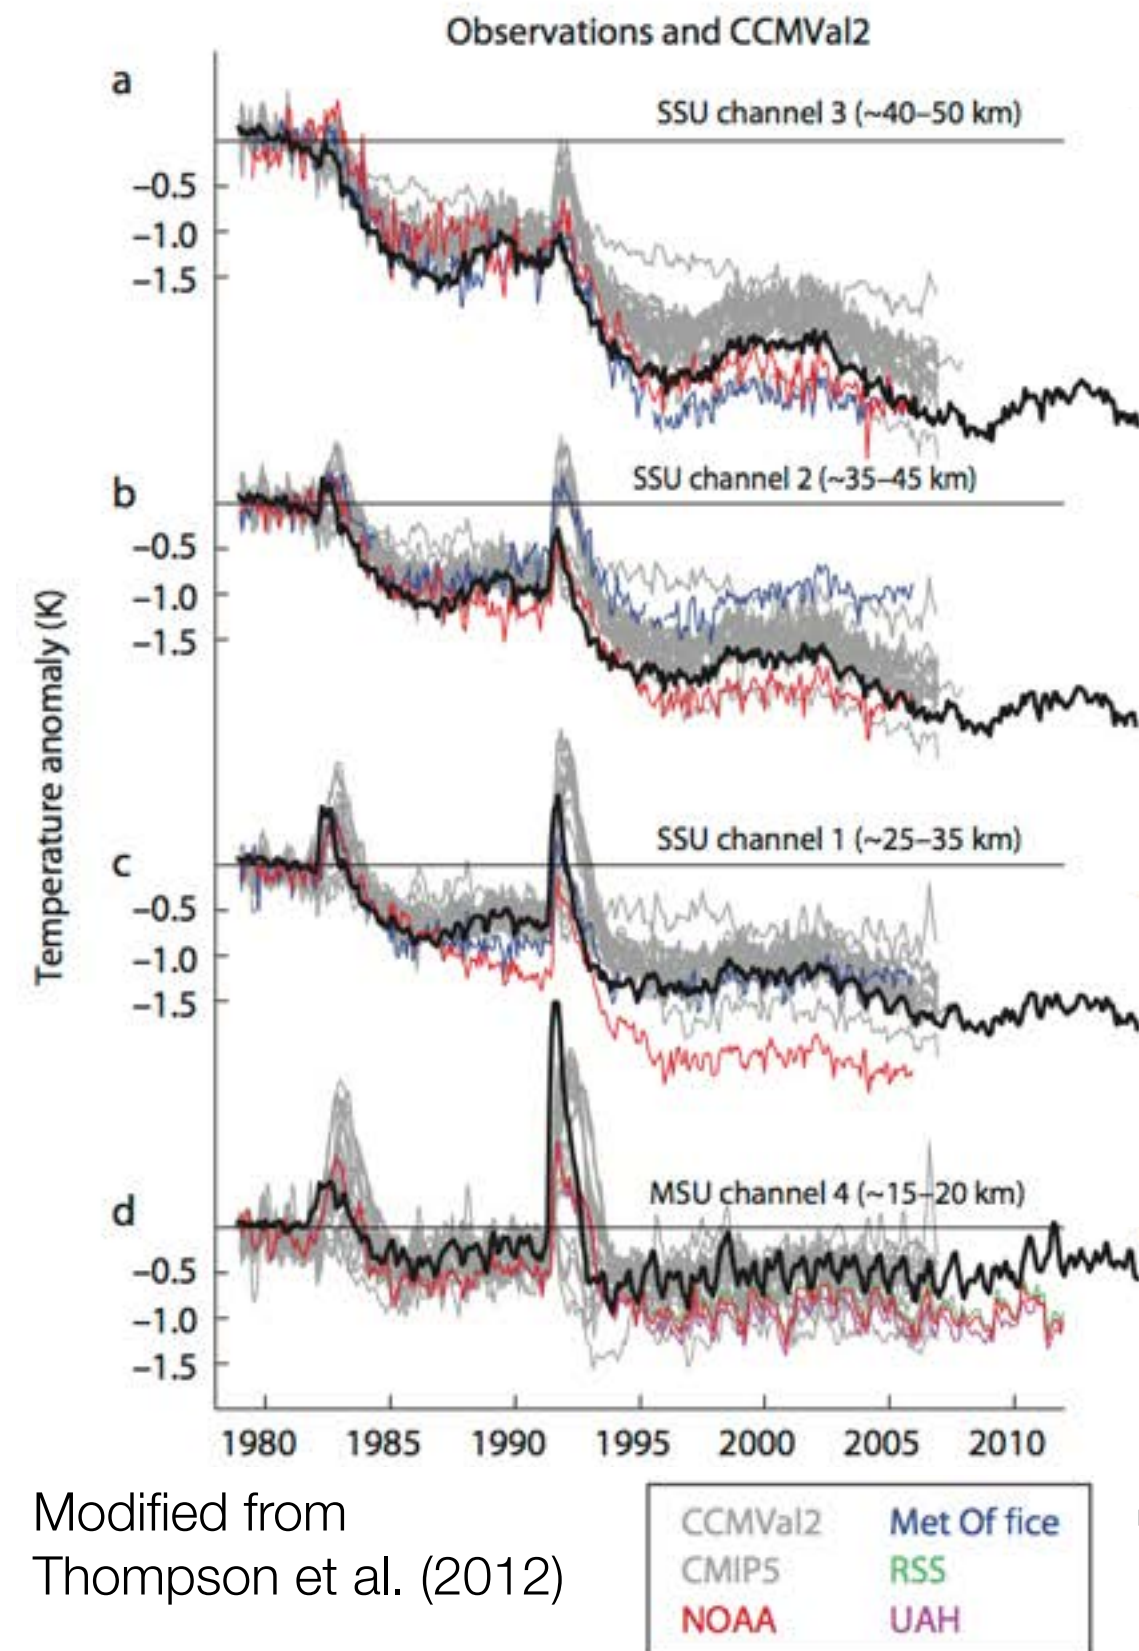 Observations and CCMVal2
a
SSU channel 3 (~40–50 km)
−0.5
−1.0
−1.5
b
SSU channel 2 (~35–45 km)
−0.5
−1.0
−1.5
Temperature anomaly (K)
c
SSU channel 1 (~25–35 km)
−0.5
−1.0
−1.5
d
MSU channel 4 (~15–20 km)
−0.5
−1.0
−1.5
1980 1985 1990 1995 2000 2005 2010
Modified from
Thompson et al. (2012)
CCMVal2 Met Of fice
CMIP5 RSS
NOAA UAH